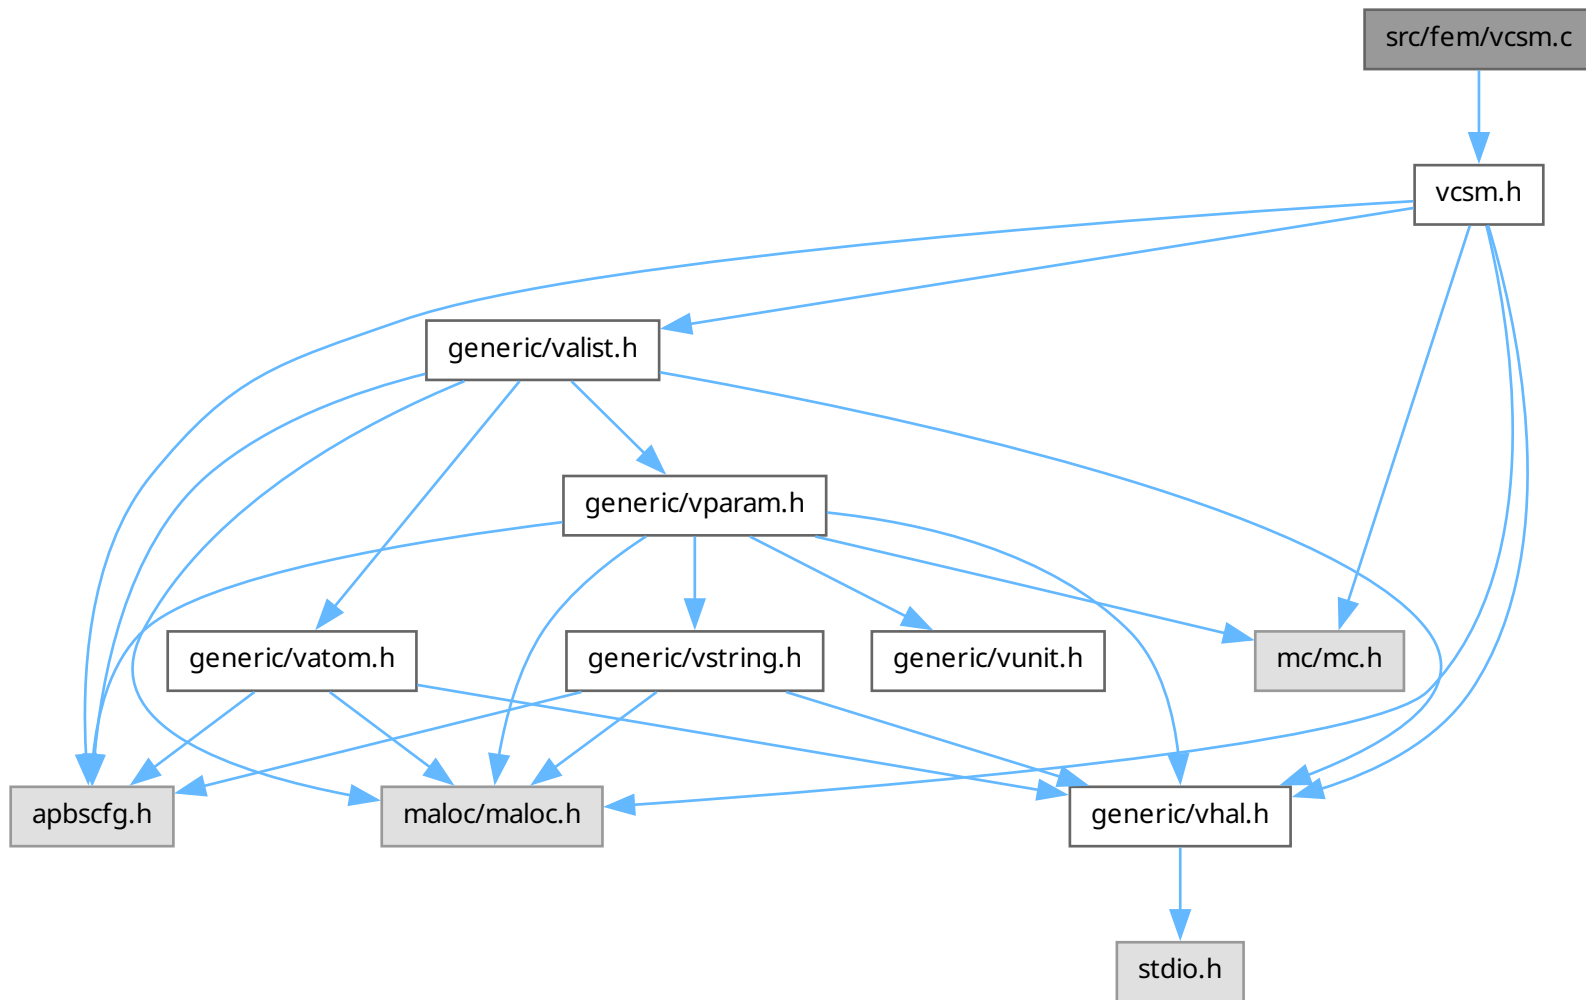 src/fem/vcsm.c
vcsm.h
generic/valist.h
generic/vparam.h
generic/vatom.h
generic/vstring.h
generic/vunit.h
mc/mc.h
apbscfg.h
maloc/maloc.h
generic/vhal.h
stdio.h